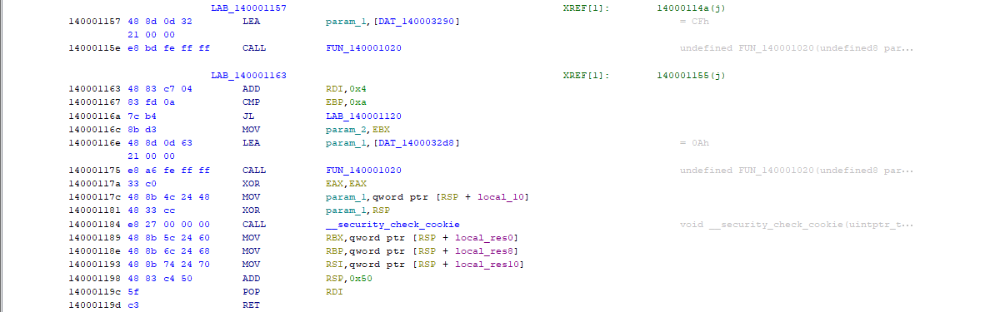 LAB_140001157 XREF[1]: 14000114a(j)
140001157 48 8d 0d 32 LEA param_1,[DAT_140003290] = CFh
21 00 00
14000115e e8 bd fe ff ff CALL FUN_140001020 undefined FUN_140001020(undefined8 par...
LAB_140001163 XREF[1]: 140001155(j)
140001163 48 83 c7 04 ADD RDI,0x4
140001167 83 fd 0a CMP EBP,0xa
14000116a 7c b4 JL LAB_140001120
14000116c 8b d3 MOV param_2,EBX
14000116e 48 8d 0d 63 LEA param_1,[DAT_1400032d8] = 0Ah
21 00 00
140001175 e8 a6 fe ff ff CALL FUN_140001020 undefined FUN_140001020(undefined8 par...
14000117a 33 c0 XOR EAX,EAX
14000117c 48 8b 4c 24 48 MOV param_1,qword ptr [RSP + local_10]
140001181 48 33 cc XOR param_1,RSP
140001184 e8 27 00 00 00 CALL __security_check_cookie void __security_check_cookie(uintptr_t...
140001189 48 8b 5c 24 60 MOV RBX,qword ptr [RSP + local_res0]
14000118e 48 8b 6c 24 68 MOV RBP,qword ptr [RSP + local_res8]
140001193 48 8b 74 24 70 MOV RSI,qword ptr [RSP + local_res10]
140001198 48 83 c4 50 ADD RSP,0x50
14000119c 5f POP RDI
14000119d c3 RET